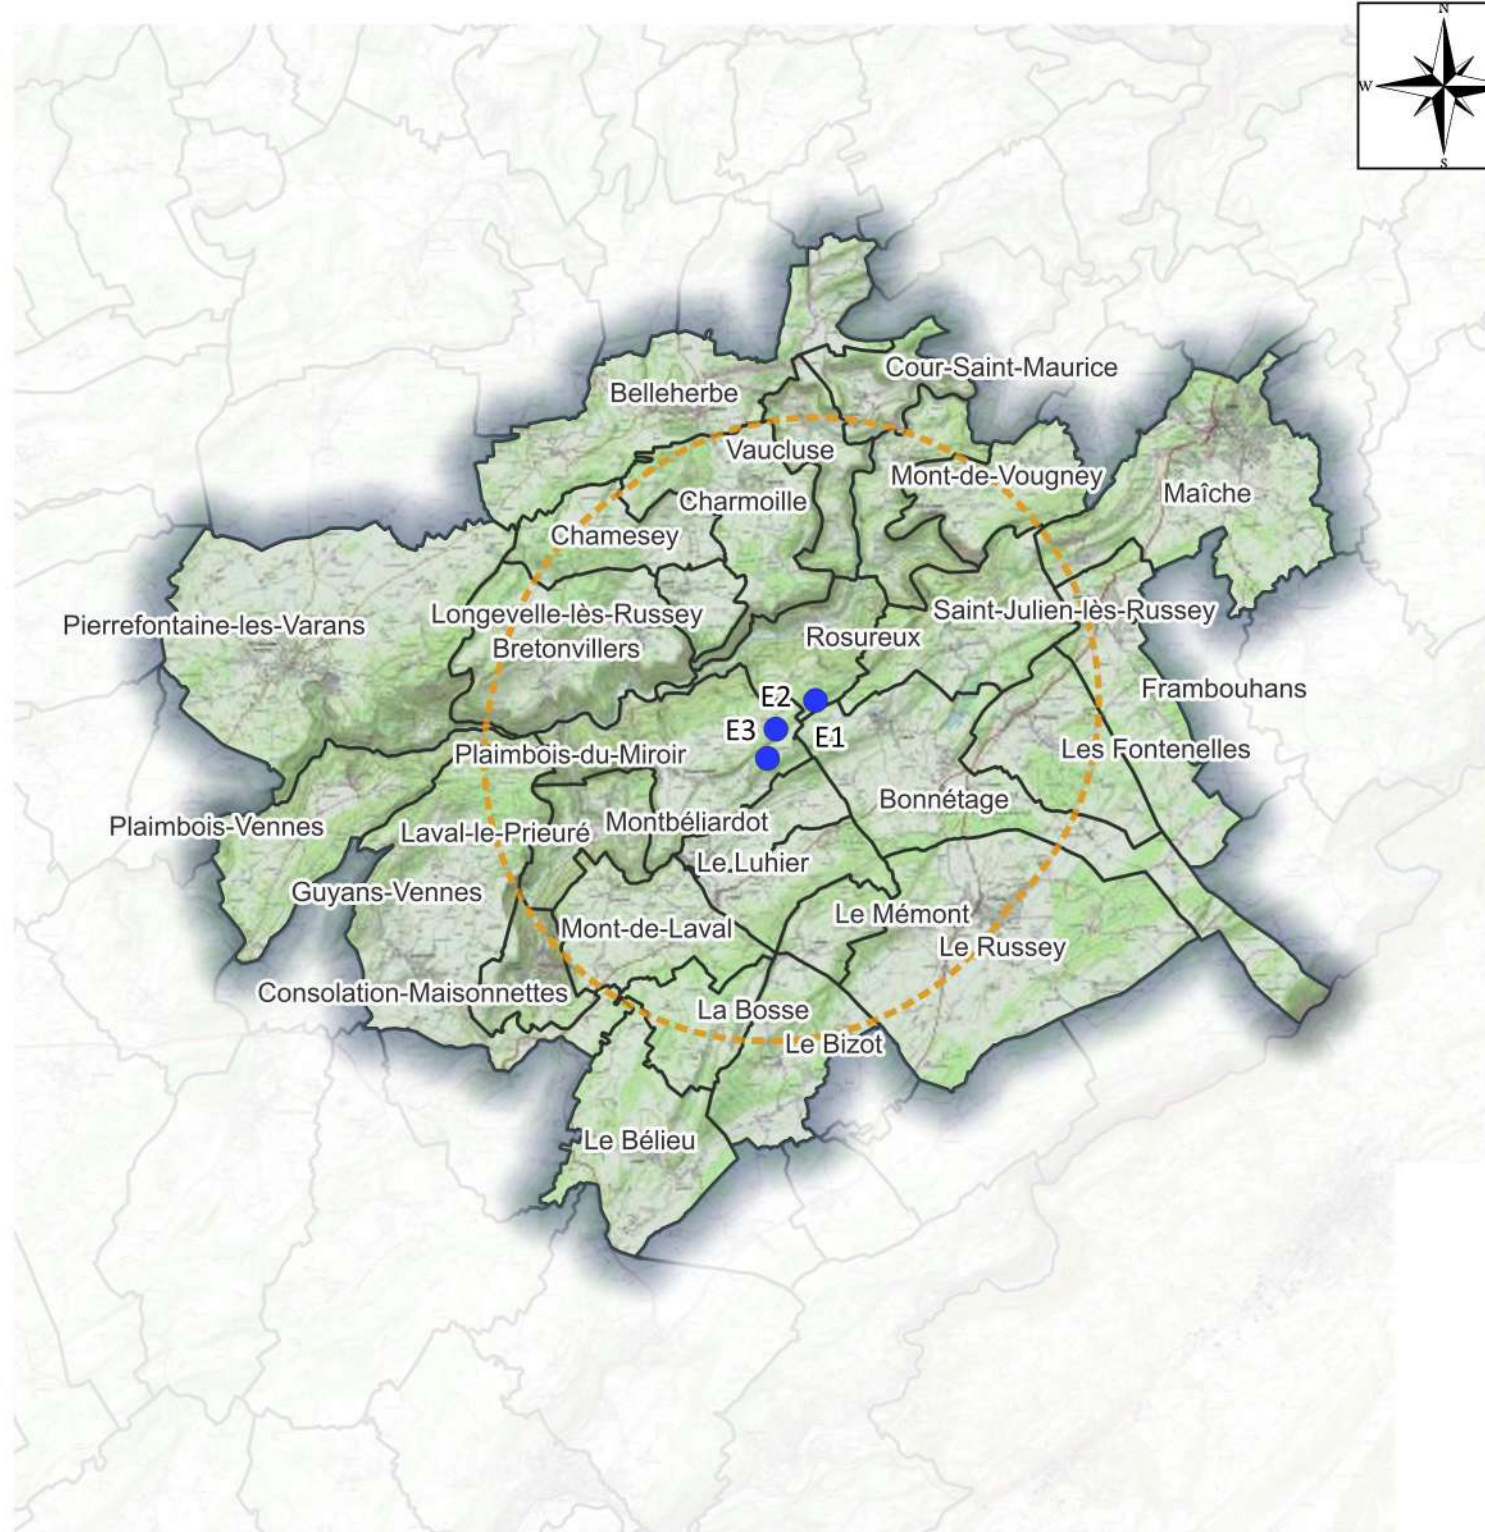 N
W
S
Cour-Saint-Maurice
Belleherbe
Vaucluse
Mont-de-Vougney
Maîche
Charmoille
Chamesey
Longevelle-lès-Russey
Saint-Julien-lès-Russey
Pierrefontaine-les-Varans
Rosureux
Bretonvillers
Frambouhans
E2
E3
E1
Plaimbois-du-Miroir
Les Fontenelles
Bonnétage
Plaimbois-Vennes
Laval-le-Prieuré
Montbéliardot
Le Luhier
Guyans-Vennes
Le Mémont
Mont-de-Laval
Le Russey
Consolation-Maisonnettes
La Bosse
Le Bizot
Le Bélieu